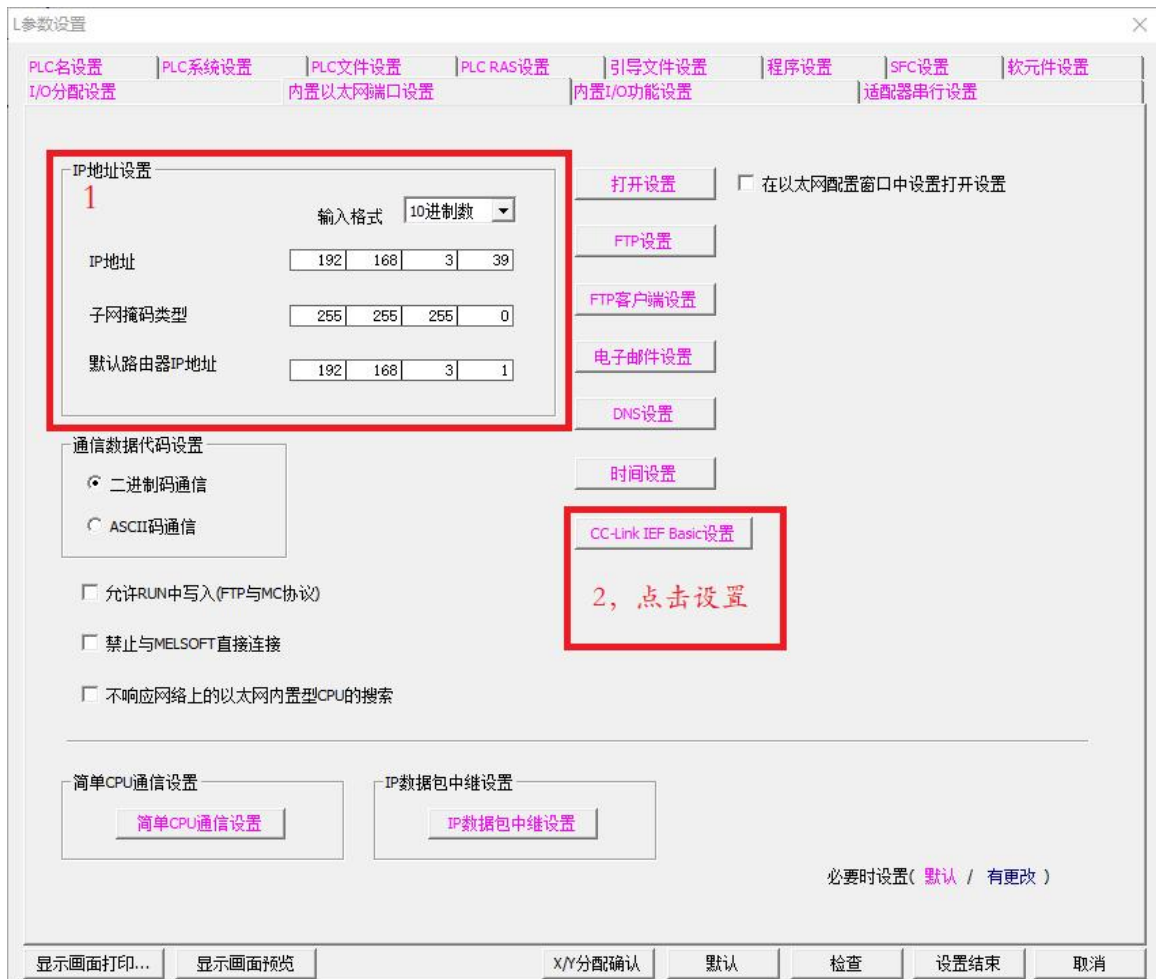 L参数设置
PLC名设置 PLC系统设置 PLC文件设置 PLC RAS设置 引导文件设置 程序设置 SFC设置 软元件设置
I/O分配设置 内置以太网端口设置 内置I/O功能设置 适配器串行设置
IP地址设置
1
输入格式 10进制数
IP地址 192 168 3 39
子网掩码类型 255 255 255 0
默认路由器IP地址 192 168 3 1
打开设置 在以太网配置窗口中设置打开设置
FTP设置
FTP客户端设置
电子邮件设置
DNS设置
时间设置
CC-Link IEF Basic设置
2，点击设置
通信数据代码设置
二进制码通信
ASCII码通信
允许RUN中写入(FTP与MC协议)
禁止与MELSOFT直接连接
不响应网络上的以太网内置型CPU的搜索
简单CPU通信设置
简单CPU通信设置
IP数据包中继设置
IP数据包中继设置
必要时设置( 默认 / 有更改 )
显示画面打印... 显示画面预览 X/Y分配确认 默认 检查 设置结束 取消